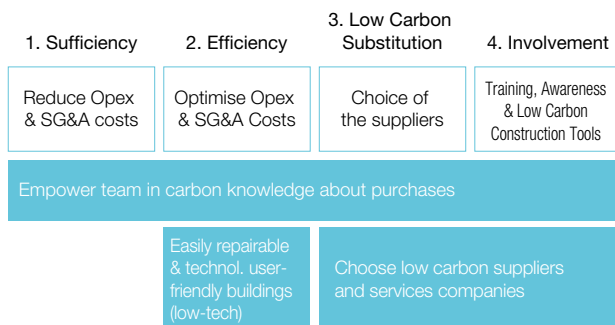 1. Sufficiency
2. Efficiency
3. Low Carbon
Substitution
4. Involvement
Reduce Opex
& SG&A costs
Optimise Opex
& SG&A Costs
Choice of
the suppliers
Training, Awareness
& Low Carbon
Construction Tools
Empower team in carbon knowledge about purchases
Easily repairable
& technol. user-
friendly buildings
(low-tech)
Choose low carbon suppliers
and services companies